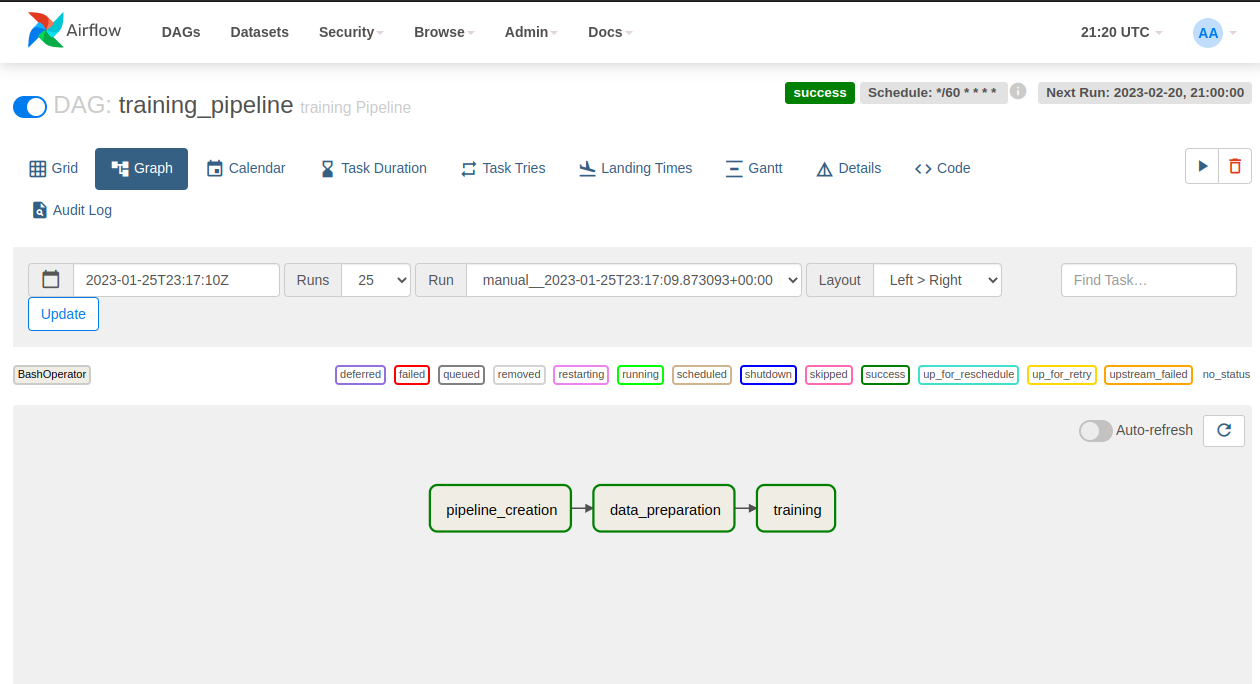 Airflow DAGs Datasets Security Browse Admin Docs 21:20 UTC AA
DAG: training_pipeline training Pipeline success Schedule: */60 * * * * i Next Run: 2023-02-20, 21:00:00
Grid Graph Calendar Task Duration Task Tries Landing Times Gantt Details Code
Audit Log
2023-01-25T23:17:10Z Runs 25 Run manual__2023-01-25T23:17:09.873093+00:00 Layout Left > Right Find Task…
Update
BashOperator deferred failed queued removed restarting running scheduled shutdown skipped success up_for_reschedule up_for_retry upstream_failed no_status
Auto-refresh
pipeline_creation data_preparation training